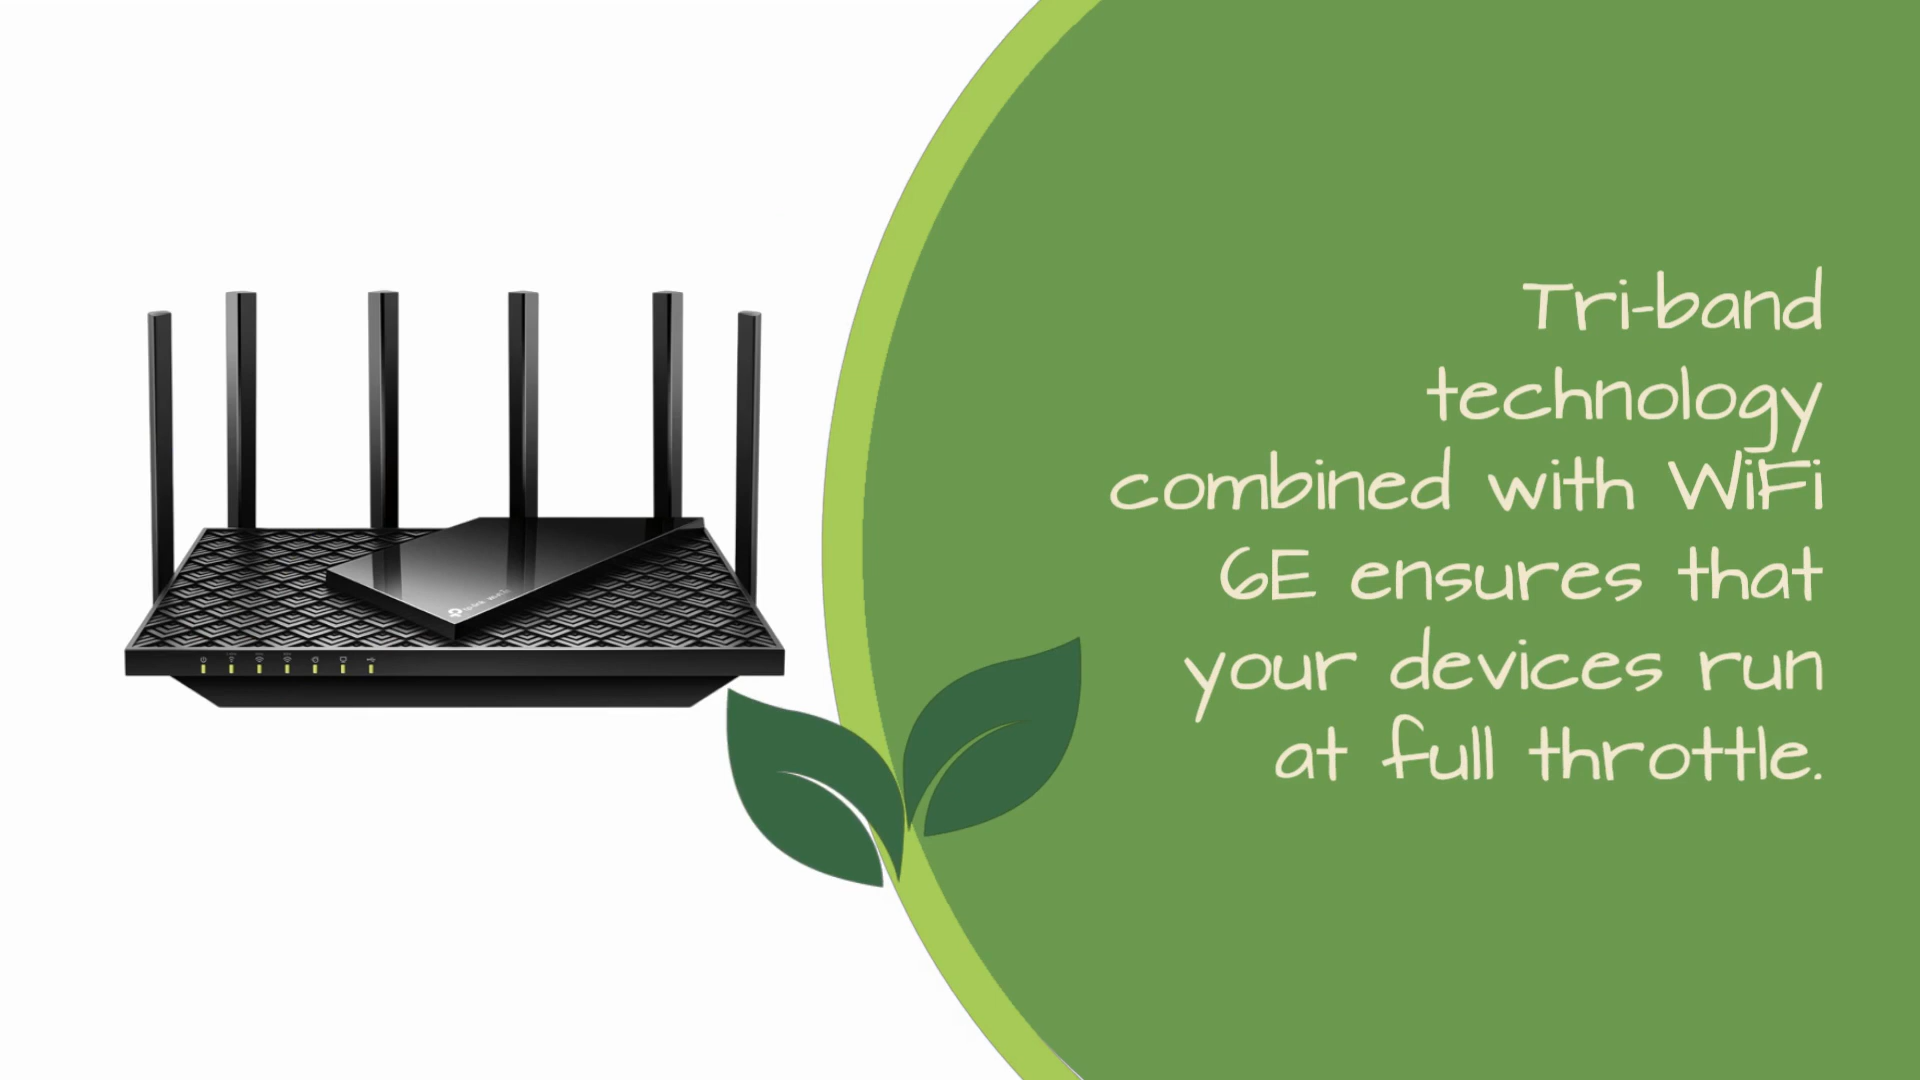 Tri-band
technology
combined with WiFi
6E ensures that
your devices run
at full throttle.